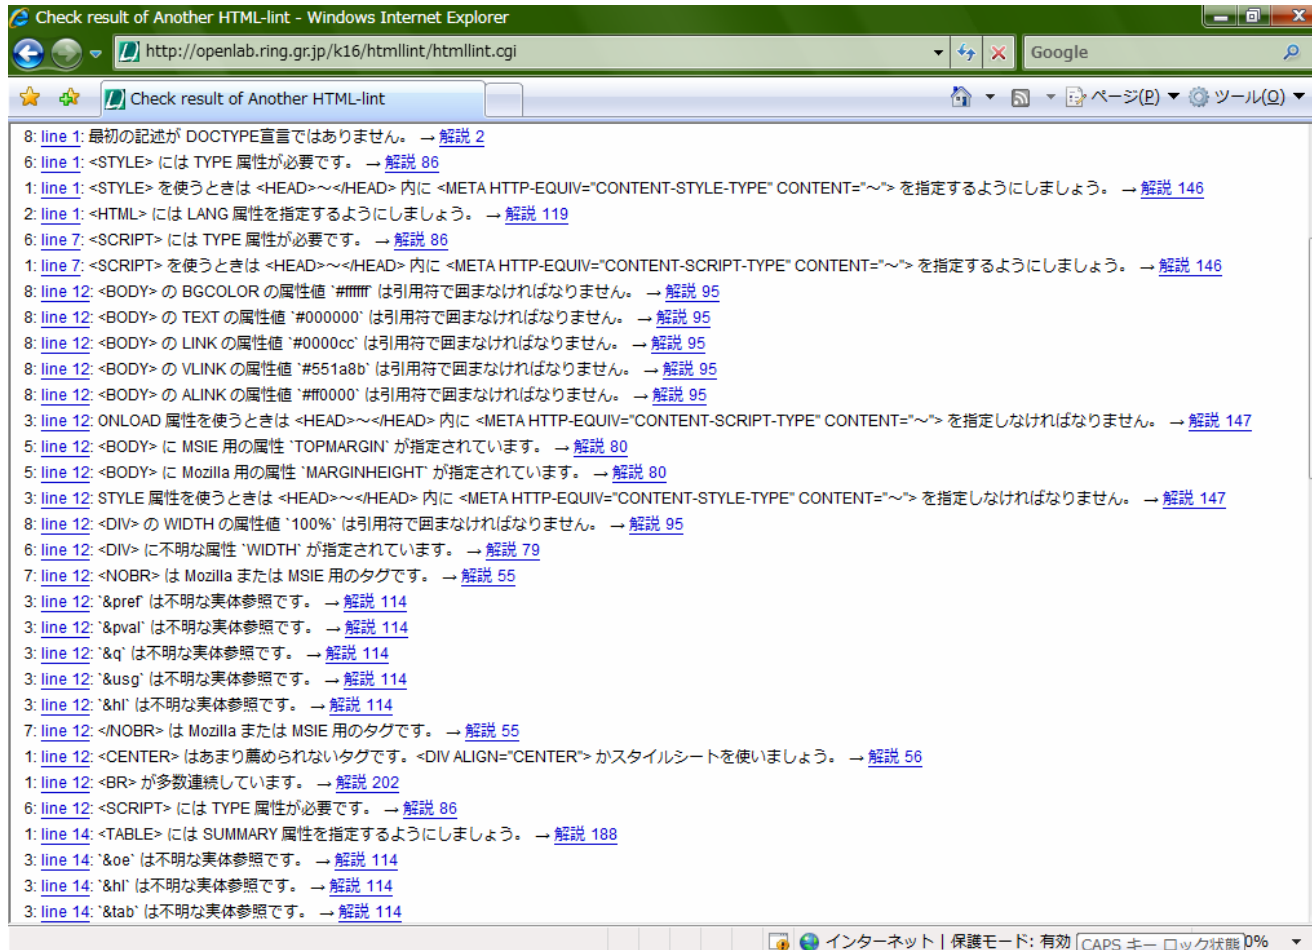 Check result of Another HTML-lint - Windows Internet Explorer
http://openlab.ring.gr.jp/k16/htmllint/htmllint.cgi
Google
Check result of Another HTML-lint
ページ(P)
ツール(O)
8: line 1: 最初の記述が DOCTYPE宣言ではありません。 → 解説 2
6: line 1: <STYLE> には TYPE 属性が必要です。 → 解説 86
1: line 1: <STYLE> を使うときは <HEAD>~</HEAD> 内に <META HTTP-EQUIV="CONTENT-STYLE-TYPE" CONTENT="~"> を指定するようにしましょう。 → 解説 146
2: line 1: <HTML> には LANG 属性を指定するようにしましょう。 → 解説 119
6: line 7: <SCRIPT> には TYPE 属性が必要です。 → 解説 86
1: line 7: <SCRIPT> を使うときは <HEAD>~</HEAD> 内に <META HTTP-EQUIV="CONTENT-SCRIPT-TYPE" CONTENT="~"> を指定するようにしましょう。 → 解説 146
8: line 12: <BODY> の BGCOLOR の属性値 `#ffffff` は引用符で囲まなければなりません。 → 解説 95
8: line 12: <BODY> の TEXT の属性値 `#000000` は引用符で囲まなければなりません。 → 解説 95
8: line 12: <BODY> の LINK の属性値 `#0000cc` は引用符で囲まなければなりません。 → 解説 95
8: line 12: <BODY> の VLINK の属性値 `#551a8b` は引用符で囲まなければなりません。 → 解説 95
8: line 12: <BODY> の ALINK の属性値 `#ff0000` は引用符で囲まなければなりません。 → 解説 95
3: line 12: ONLOAD 属性を使うときは <HEAD>~</HEAD> 内に <META HTTP-EQUIV="CONTENT-SCRIPT-TYPE" CONTENT="~"> を指定しなければなりません。 → 解説 147
5: line 12: <BODY> に MSIE 用の属性 `TOPMARGIN` が指定されています。 → 解説 80
5: line 12: <BODY> に Mozilla 用の属性 `MARGINHEIGHT` が指定されています。 → 解説 80
3: line 12: STYLE 属性を使うときは <HEAD>~</HEAD> 内に <META HTTP-EQUIV="CONTENT-STYLE-TYPE" CONTENT="~"> を指定しなければなりません。 → 解説 147
8: line 12: <DIV> の WIDTH の属性値 `100%` は引用符で囲まなければなりません。 → 解説 95
6: line 12: <DIV> に不明な属性 `WIDTH` が指定されています。 → 解説 79
7: line 12: <NOBR> は Mozilla または MSIE 用のタグです。 → 解説 55
3: line 12: `&pref` は不明な実体参照です。 → 解説 114
3: line 12: `&pval` は不明な実体参照です。 → 解説 114
3: line 12: `&q` は不明な実体参照です。 → 解説 114
3: line 12: `&usg` は不明な実体参照です。 → 解説 114
3: line 12: `&hl` は不明な実体参照です。 → 解説 114
7: line 12: </NOBR> は Mozilla または MSIE 用のタグです。 → 解説 55
1: line 12: <CENTER> はあまり薦められないタグです。<DIV ALIGN="CENTER"> かスタイルシートを使いましょう。 → 解説 56
1: line 12: <BR> が多数連続しています。 → 解説 202
6: line 12: <SCRIPT> には TYPE 属性が必要です。 → 解説 86
1: line 14: <TABLE> には SUMMARY 属性を指定するようにしましょう。 → 解説 188
3: line 14: `&oe` は不明な実体参照です。 → 解説 114
3: line 14: `&hl` は不明な実体参照です。 → 解説 114
3: line 14: `&tab` は不明な実体参照です。 → 解説 114
インターネット | 保護モード: 有効 CAPS キー ロック状態 0%